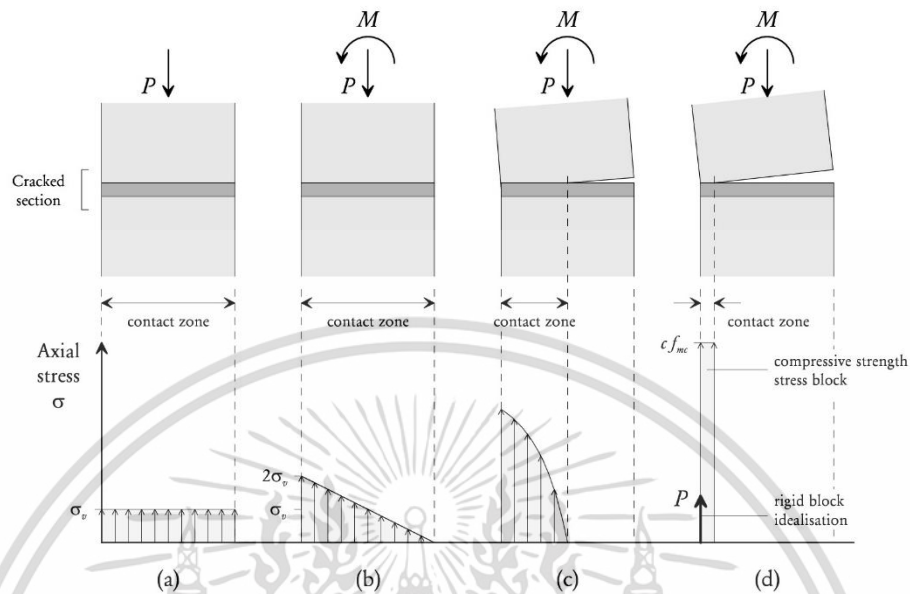 M
M
M
P
P
P
P
Cracked
section
contact zone
contact zone
contact zone
contact zone
Axial
stress
σ
c f_mc
compressive strength
stress block
2σ_v
σ_v
σ_v
P
rigid block
idealisation
(a)
(b)
(c)
(d)